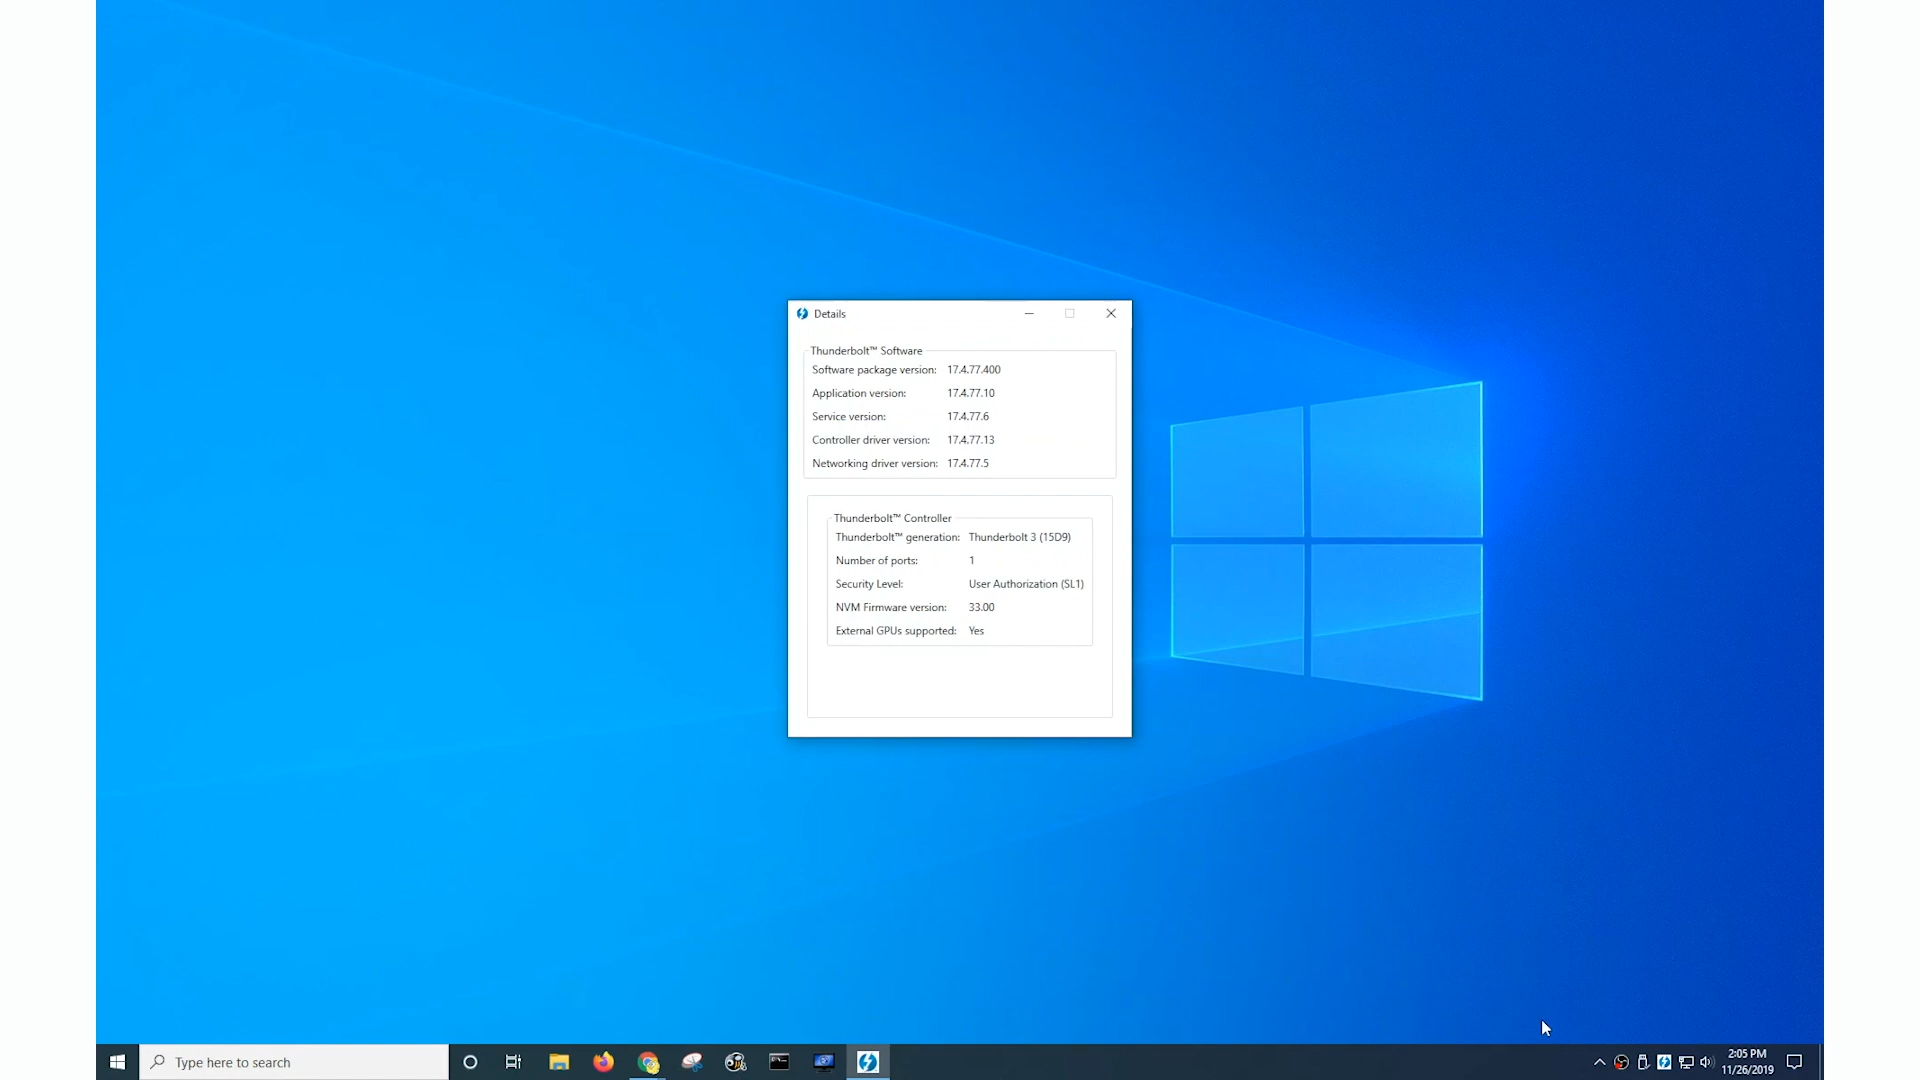 Details
Thunderbolt™ Software
Software package version: 17.4.77.400
Application version: 17.4.77.10
Service version: 17.4.77.6
Controller driver version: 17.4.77.13
Networking driver version: 17.4.77.5
Thunderbolt™ Controller
Thunderbolt™ generation: Thunderbolt 3 (15D9)
Number of ports: 1
Security Level: User Authorization (SL1)
NVM Firmware version: 33.00
External GPUs supported: Yes
Type here to search
2:05 PM
11/26/2019